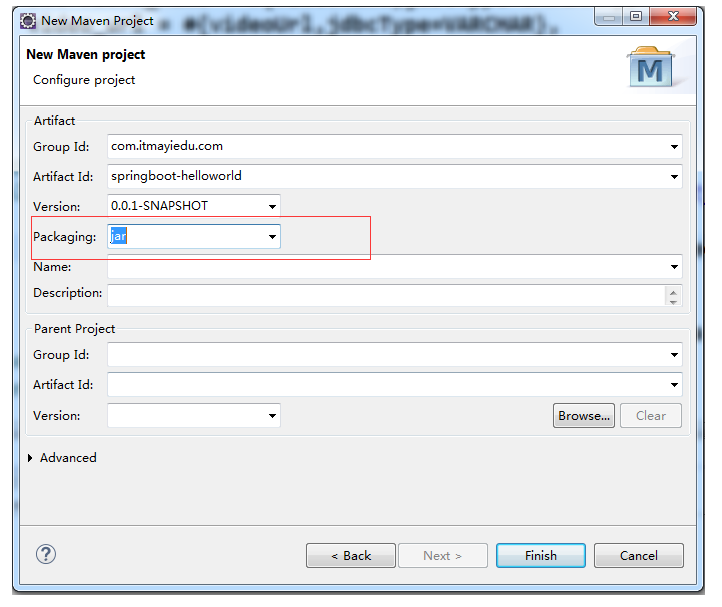 New Maven Project
= #{videoUrl,jdbcType=VARCHAR},
New Maven project
Configure project
M
Artifact
Group Id: com.itmayiedu.com
Artifact Id: springboot-helloworld
Version: 0.0.1-SNAPSHOT
Packaging: jar
Name:
Description:
Parent Project
Group Id:
Artifact Id:
Version: Browse... Clear
Advanced
? < Back Next > Finish Cancel